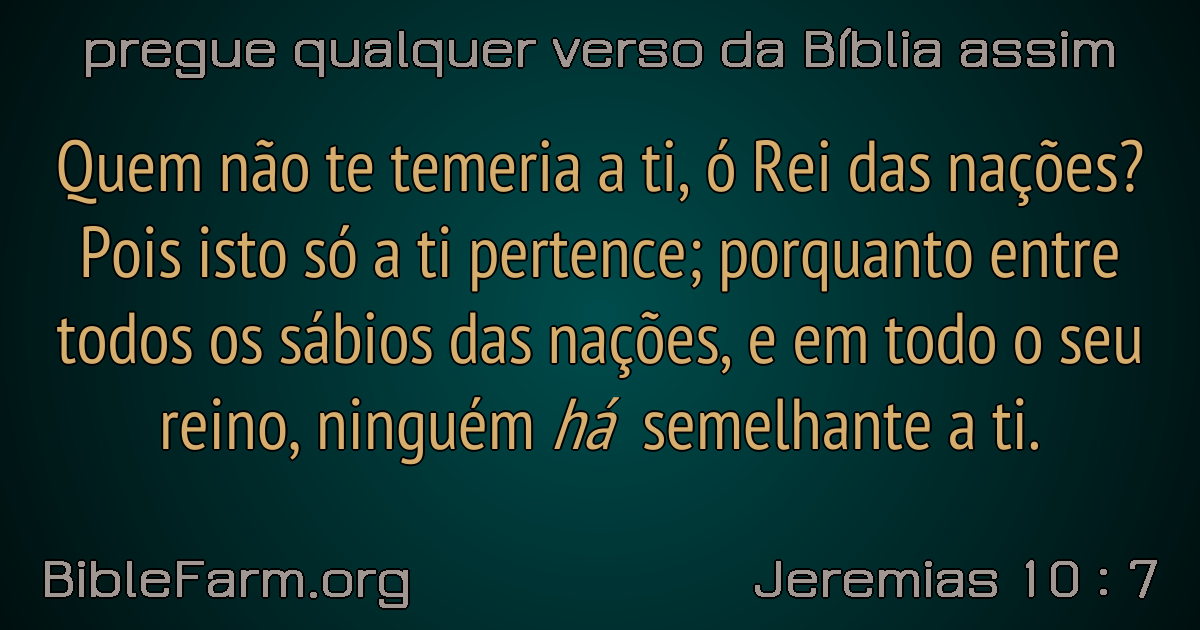 pregue qualquer verso da Bíblia assim
Quem não te temeria a ti, ó Rei das nações?
Pois isto só a ti pertence; porquanto entre
todos os sábios das nações, e em todo o seu
reino, ninguém há semelhante a ti.
BibleFarm.org
Jeremias 10 : 7